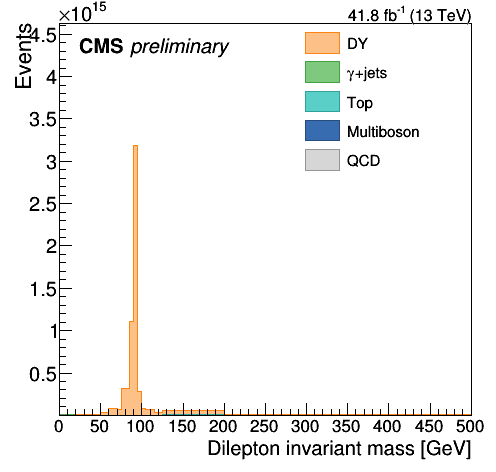 ×10¹⁵
41.8 fb⁻¹ (13 TeV)
Events
CMS preliminary
DY
γ+jets
Top
Multiboson
QCD
4.5
4
3.5
3
2.5
2
1.5
1
0.5
0 50 100 150 200 250 300 350 400 450 500
Dilepton invariant mass [GeV]